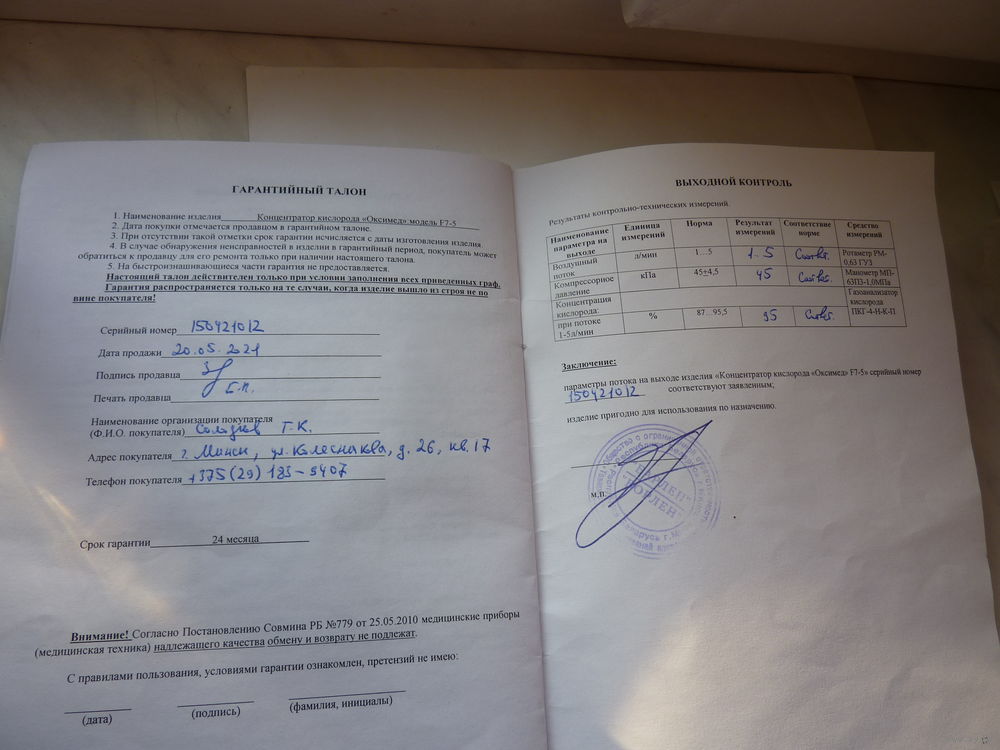 ГАРАНТИЙНЫЙ ТАЛОН
1. Наименование изделия Концентратор кислорода «Оксимед» модель F7-5
2. Дата покупки отмечается продавцом в гарантийном талоне.
3. При отсутствии такой отметки срок гарантии исчисляется с даты изготовления изделия
4. В случае обнаружения неисправностей в изделии в гарантийный период, покупатель может
обратиться к продавцу для его ремонта только при наличии настоящего талона.
5. На быстроизнашивающиеся части гарантия не предоставляется.
Настоящий талон действителен только при условии заполнения всех приведенных граф.
Гарантия распространяется только на те случаи, когда изделие вышло из строя не по
вине покупателя!
Серийный номер 150421012
Дата продажи 20.05.2021
Подпись продавца
Печать продавца Б.П.
Наименование организации покупателя
(Ф.И.О. покупателя) Г.К.
Адрес покупателя г. Минск, ул. Колеснікава, д. 26, кв. 17
Телефон покупателя +375(29) 183-9407
Срок гарантии 24 месяца
Внимание! Согласно Постановлению Совмина РБ №779 от 25.05.2010 медицинские приборы
(медицинская техника) надлежащего качества обмену и возврату не подлежат.
С правилами пользования, условиями гарантии ознакомлен, претензий не имею:
(дата) (подпись) (фамилия, инициалы)
ВЫХОДНОЙ КОНТРОЛЬ
Результаты контрольно-технических измерений.
Наименование параметра на выходе Единица измерений Норма Результат измерений Соответствие норме Средство измерений
Воздушный поток л/мин 1…5 1..5 Соотв. Ротаметр РМ-0,63 ГУЗ
Компрессорное давление кПа 45±4,5 45 Соотв. Манометр МП-63ПЗ-1,0МПа
Концентрация кислорода: Газоанализатор кислорода ПКГ-4-Н-К-П
при потоке 1-5л/мин % 87…95,5 95 Соотв.
Заключение:
параметры потока на выходе изделия «Концентратор кислорода «Оксимед» F7-5» серийный номер
150421012 соответствуют заявленным;
изделие пригодно для использования по назначению.
м.п.